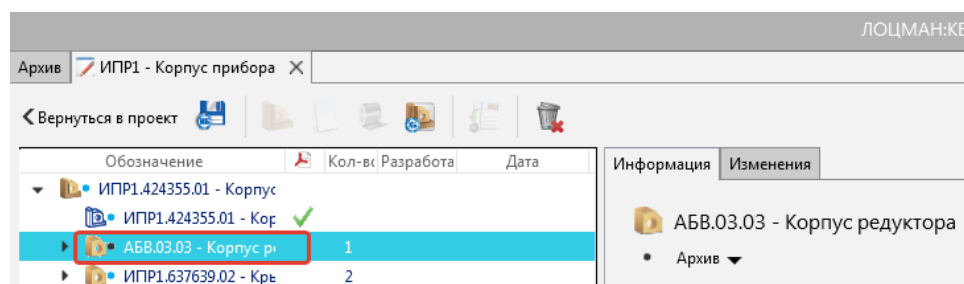 ЛОЦМАН:КБ
Архив ИПР1 - Корпус прибора
Вернуться в проект
Обозначение Кол-вс Разработа Дата
Информация Изменения
ИПР1.424355.01 - Корпус
ИПР1.424355.01 - Кор
АБВ.03.03 - Корпус ре 1
ИПР1.637639.02 - Кры 2
АБВ.03.03 - Корпус редуктора
Архив